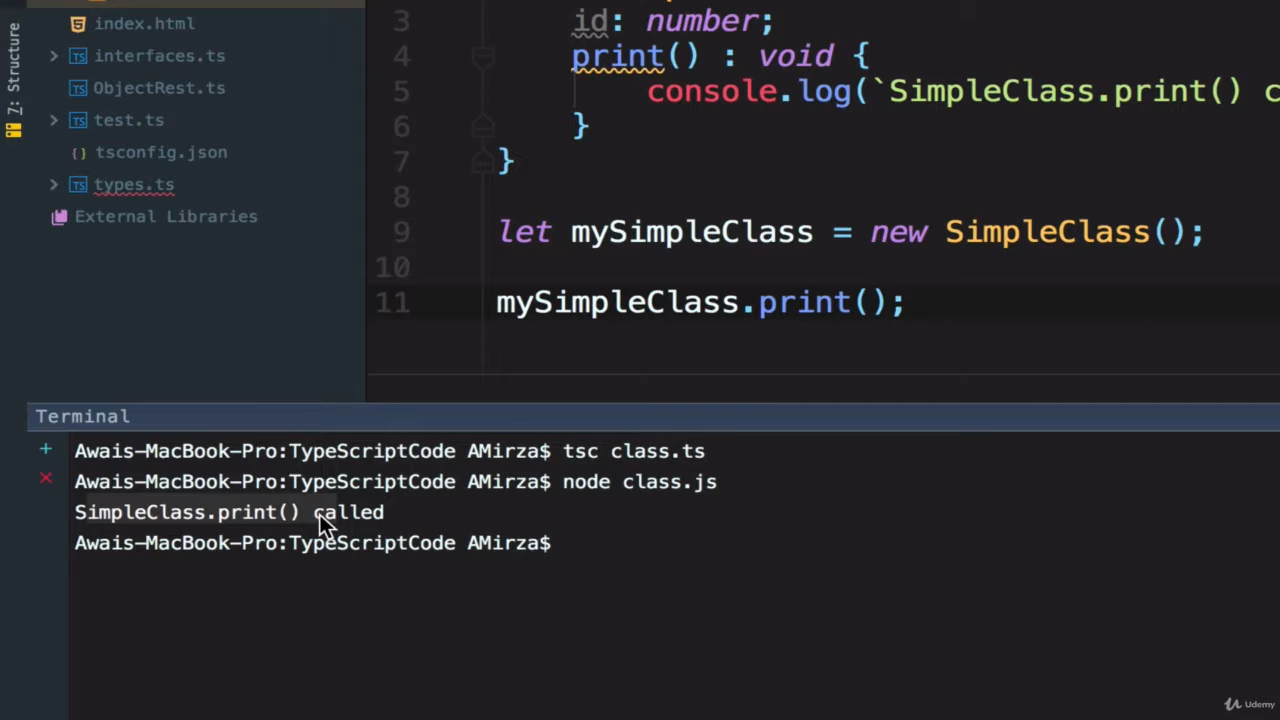 7: Structure
index.html
interfaces.ts
ObjectRest.ts
test.ts
{} tsconfig.json
types.ts
External Libraries
3 id: number;
4 print() : void {
5 console.log(`SimpleClass.print() c
6 }
7 }
8
9 let mySimpleClass = new SimpleClass();
10
11 mySimpleClass.print();
Terminal
Awais-MacBook-Pro:TypeScriptCode AMirza$ tsc class.ts
Awais-MacBook-Pro:TypeScriptCode AMirza$ node class.js
SimpleClass.print() called
Awais-MacBook-Pro:TypeScriptCode AMirza$
Udemy